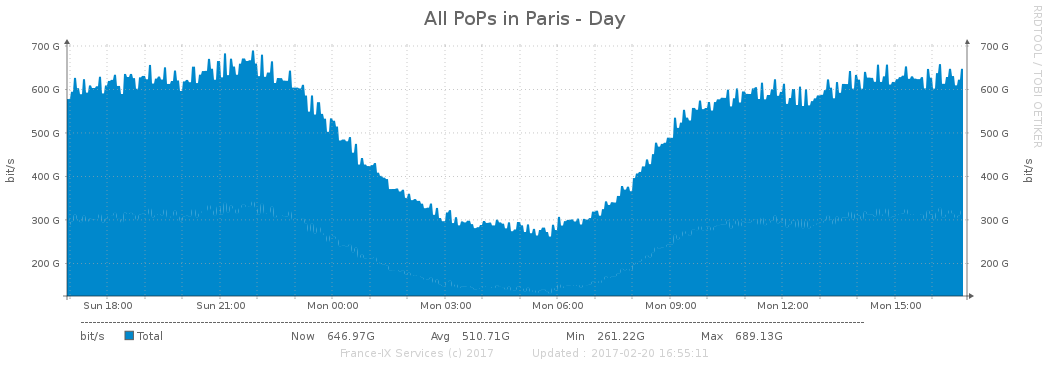 All PoPs in Paris - Day
RRDTOOL / TOBI OETIKER
700 G 700 G
600 G 600 G
500 G 500 G
400 G 400 G
300 G 300 G
200 G 200 G
bit/s bit/s
Sun 18:00 Sun 21:00 Mon 00:00 Mon 03:00 Mon 06:00 Mon 09:00 Mon 12:00 Mon 15:00
bit/s Total Now 646.97G Avg 510.71G Min 261.22G Max 689.13G
France-IX Services (c) 2017 Updated : 2017-02-20 16:55:11